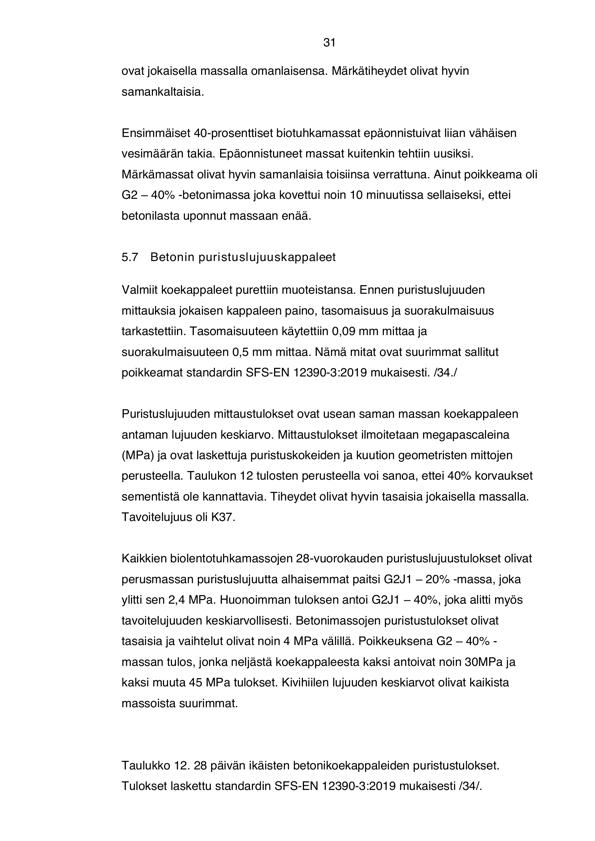 31
ovat jokaisella massalla omanlaisensa. Märkätiheydet olivat hyvin
samankaltaisia.
Ensimmäiset 40-prosenttiset biotuhkamassat epäonnistuivat liian vähäisen
vesimäärän takia. Epäonnistuneet massat kuitenkin tehtiin uusiksi.
Märkämassat olivat hyvin samanlaisia toisiinsa verrattuna. Ainut poikkeama oli
G2 – 40% -betonimassa joka kovettui noin 10 minuutissa sellaiseksi, ettei
betonilasta uponnut massaan enää.
5.7 Betonin puristuslujuuskappaleet
Valmiit koekappaleet purettiin muoteistansa. Ennen puristuslujuuden
mittauksia jokaisen kappaleen paino, tasomaisuus ja suorakulmaisuus
tarkastettiin. Tasomaisuuteen käytettiin 0,09 mm mittaa ja
suorakulmaisuuteen 0,5 mm mittaa. Nämä mitat ovat suurimmat sallitut
poikkeamat standardin SFS-EN 12390-3:2019 mukaisesti. /34./
Puristuslujuuden mittaustulokset ovat usean saman massan koekappaleen
antaman lujuuden keskiarvo. Mittaustulokset ilmoitetaan megapascaleina
(MPa) ja ovat laskettuja puristuskokeiden ja kuution geometristen mittojen
perusteella. Taulukon 12 tulosten perusteella voi sanoa, ettei 40% korvaukset
sementistä ole kannattavia. Tiheydet olivat hyvin tasaisia jokaisella massalla.
Tavoitelujuus oli K37.
Kaikkien biolentotuhkamassojen 28-vuorokauden puristuslujuustulokset olivat
perusmassan puristuslujuutta alhaisemmat paitsi G2J1 – 20% -massa, joka
ylitti sen 2,4 MPa. Huonoimman tuloksen antoi G2J1 – 40%, joka alitti myös
tavoitelujuuden keskiarvollisesti. Betonimassojen puristustulokset olivat
tasaisia ja vaihtelut olivat noin 4 MPa välillä. Poikkeuksena G2 – 40% -
massan tulos, jonka neljästä koekappaleesta kaksi antoivat noin 30MPa ja
kaksi muuta 45 MPa tulokset. Kivihiilen lujuuden keskiarvot olivat kaikista
massoista suurimmat.
Taulukko 12. 28 päivän ikäisten betonikoekappaleiden puristustulokset.
Tulokset laskettu standardin SFS-EN 12390-3:2019 mukaisesti /34/.